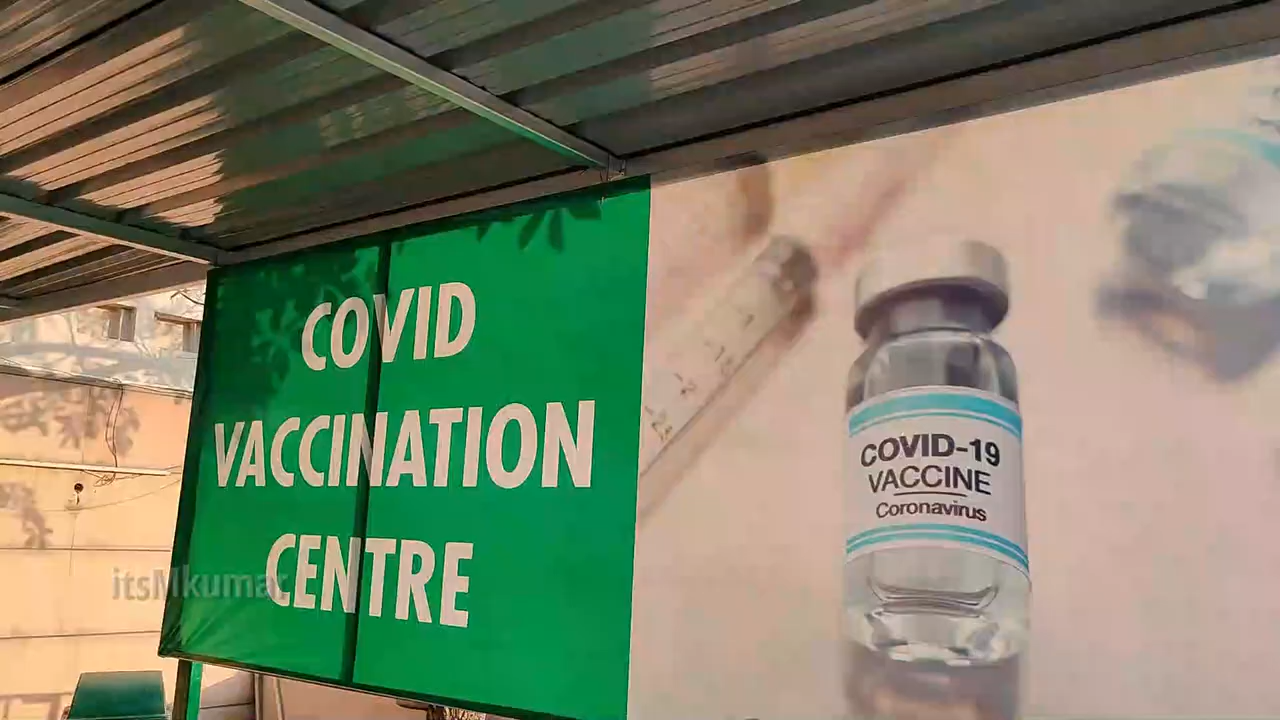 COVID
VACCINATION
CENTRE
COVID-19
VACCINE
Coronavirus
itsMkumar